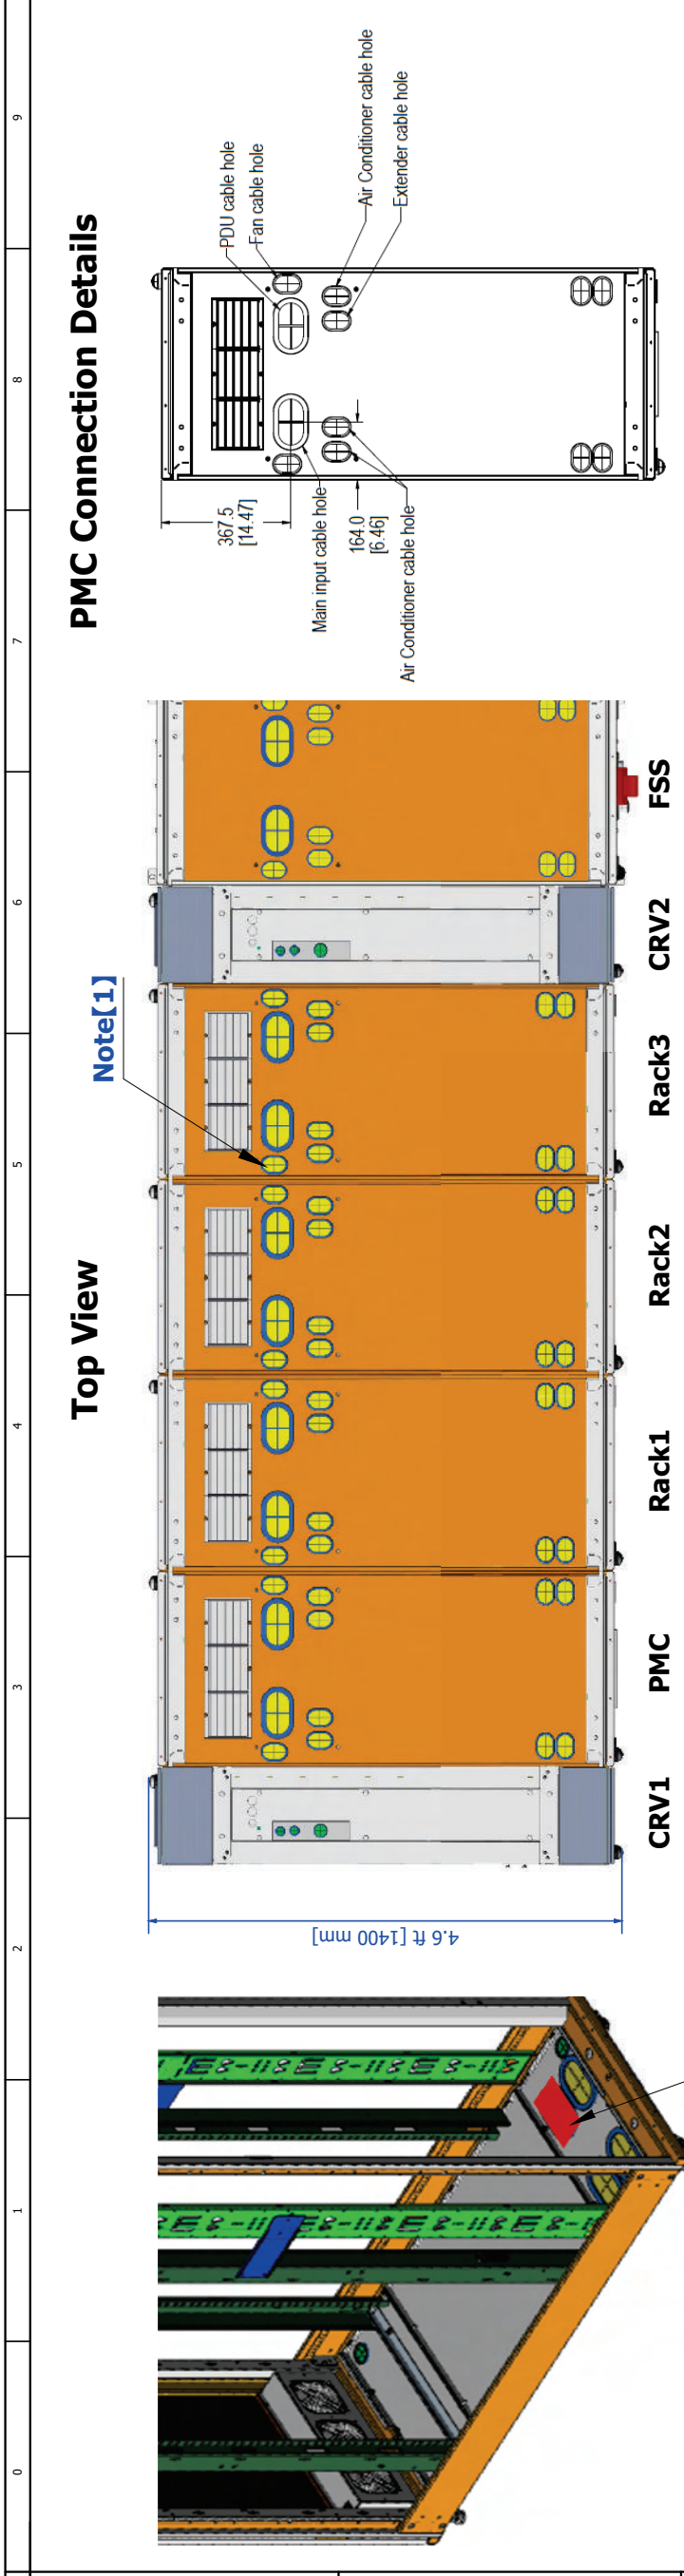 0 1 2 3 4 5 6 7 8 9
Top View
PMC Connection Details
Note[1]
4.6 ft [1400 mm]
CRV1 PMC Rack1 Rack2 Rack3 CRV2 FSS
PDU cable hole
Fan cable hole
367.5
[14.47]
Main input cable hole
164.0
[6.46]
Air Conditioner cable hole
Air Conditioner cable hole
Extender cable hole